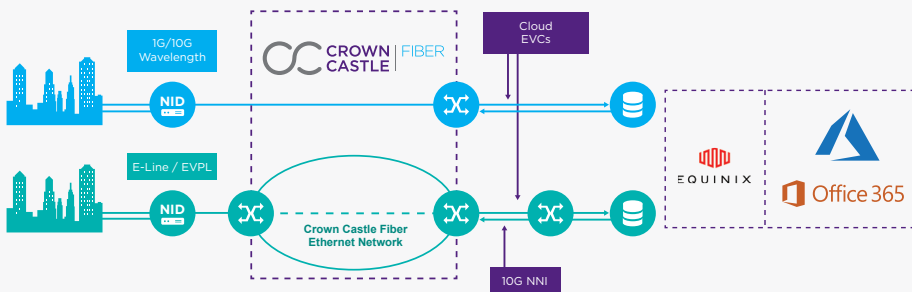 1G/10G
Wavelength
CROWN
CASTLE
FIBER
Cloud
EVCs
NID
E-Line / EVPL
NID
Crown Castle Fiber
Ethernet Network
10G NNI
EQUINIX
Office 365